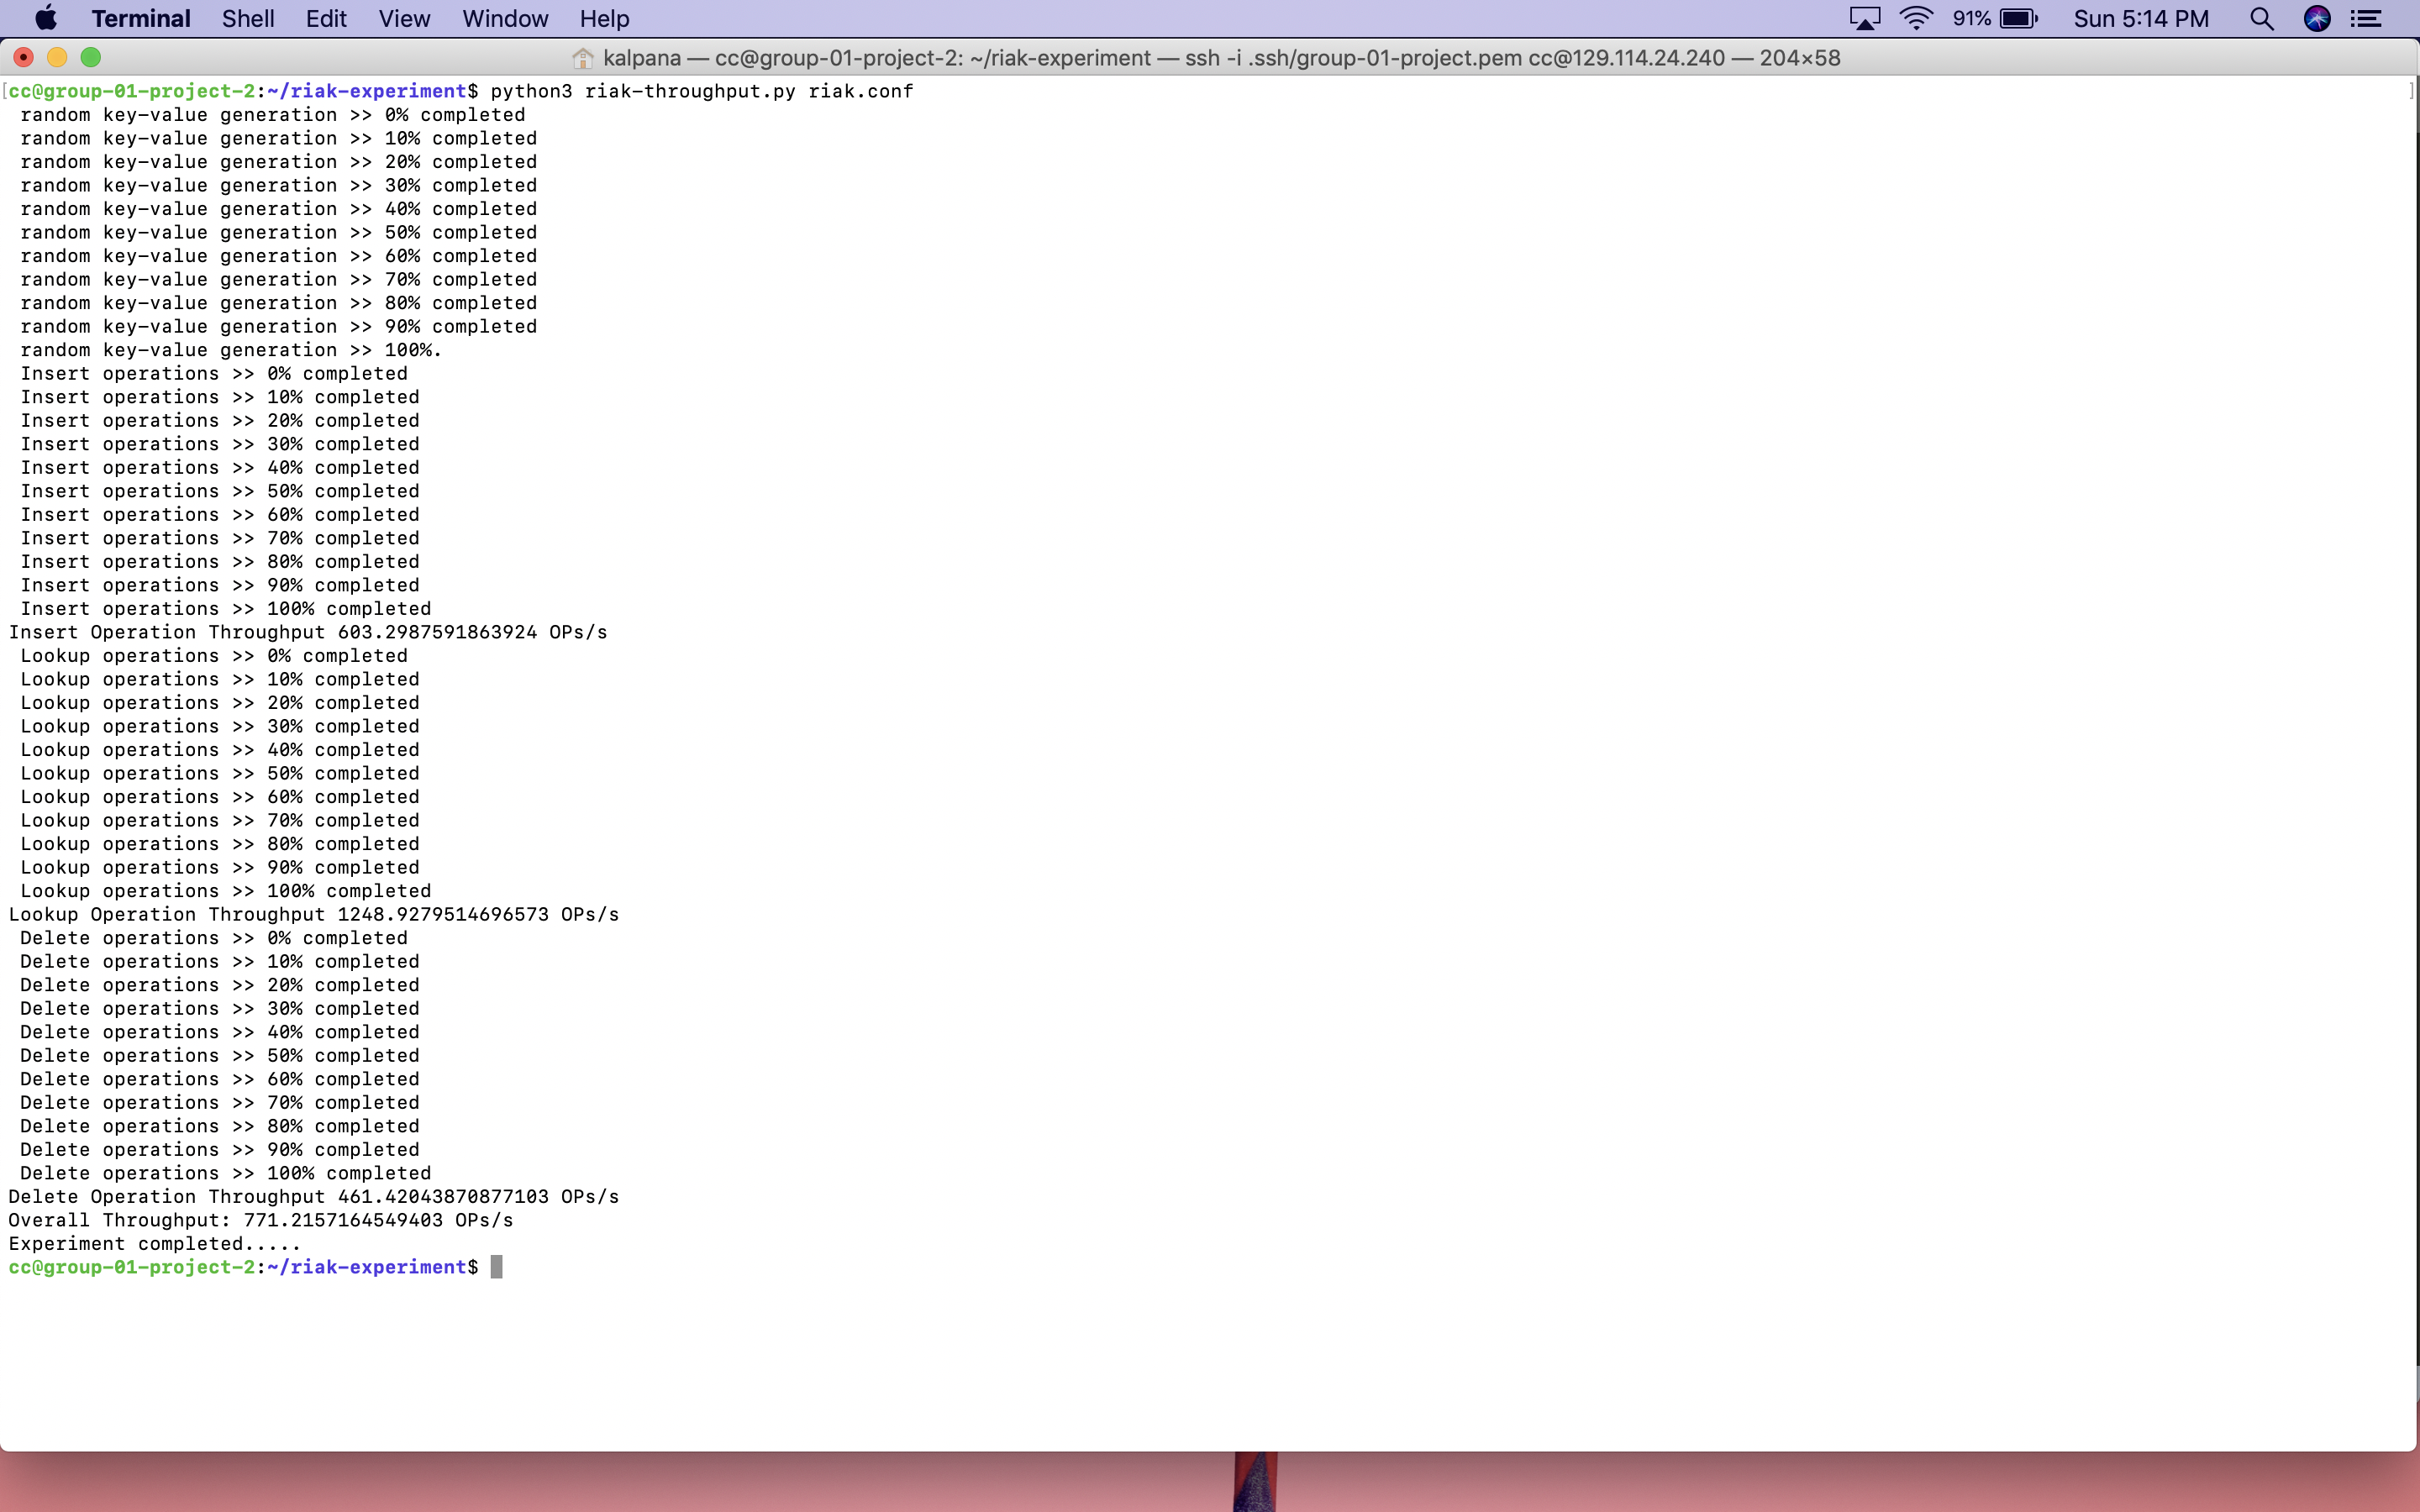 Terminal Shell Edit View Window Help 91% Sun 5:14 PM
kalpana — cc@group-01-project-2: ~/riak-experiment — ssh -i .ssh/group-01-project.pem cc@129.114.24.240 — 204×58
[cc@group-01-project-2:~/riak-experiment$ python3 riak-throughput.py riak.conf ]
random key-value generation >> 0% completed
random key-value generation >> 10% completed
random key-value generation >> 20% completed
random key-value generation >> 30% completed
random key-value generation >> 40% completed
random key-value generation >> 50% completed
random key-value generation >> 60% completed
random key-value generation >> 70% completed
random key-value generation >> 80% completed
random key-value generation >> 90% completed
random key-value generation >> 100%.
Insert operations >> 0% completed
Insert operations >> 10% completed
Insert operations >> 20% completed
Insert operations >> 30% completed
Insert operations >> 40% completed
Insert operations >> 50% completed
Insert operations >> 60% completed
Insert operations >> 70% completed
Insert operations >> 80% completed
Insert operations >> 90% completed
Insert operations >> 100% completed
Insert Operation Throughput 603.2987591863924 OPs/s
Lookup operations >> 0% completed
Lookup operations >> 10% completed
Lookup operations >> 20% completed
Lookup operations >> 30% completed
Lookup operations >> 40% completed
Lookup operations >> 50% completed
Lookup operations >> 60% completed
Lookup operations >> 70% completed
Lookup operations >> 80% completed
Lookup operations >> 90% completed
Lookup operations >> 100% completed
Lookup Operation Throughput 1248.9279514696573 OPs/s
Delete operations >> 0% completed
Delete operations >> 10% completed
Delete operations >> 20% completed
Delete operations >> 30% completed
Delete operations >> 40% completed
Delete operations >> 50% completed
Delete operations >> 60% completed
Delete operations >> 70% completed
Delete operations >> 80% completed
Delete operations >> 90% completed
Delete operations >> 100% completed
Delete Operation Throughput 461.42043870877103 OPs/s
Overall Throughput: 771.2157164549403 OPs/s
Experiment completed.....
cc@group-01-project-2:~/riak-experiment$